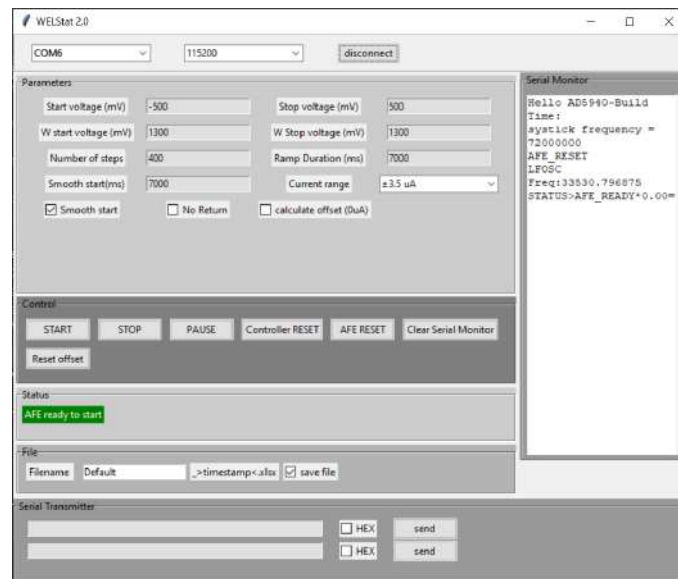 WELStat 2.0
COM6 115200 disconnect
Parameters
Start voltage (mV) -500 Stop voltage (mV) 500
W start voltage (mV) 1300 W Stop voltage (mV) 1300
Number of steps 400 Ramp Duration (ms) 7000
Smooth start(ms) 7000 Current range ±3.5 uA
Smooth start No Return calculate offset (0uA)
Control
START STOP PAUSE Controller RESET AFE RESET Clear Serial Monitor
Reset offset
Status
AFE ready to start
File
Filename Default _>timestamp<.xlsx save file
Serial Monitor
Hello AD5940-Build
Time:
systick frequency =
72000000
AFE_RESET
LFOSC
Freq:33530.796875
STATUS>AFE_READY*0.00=
Serial Transmitter
HEX send
HEX send